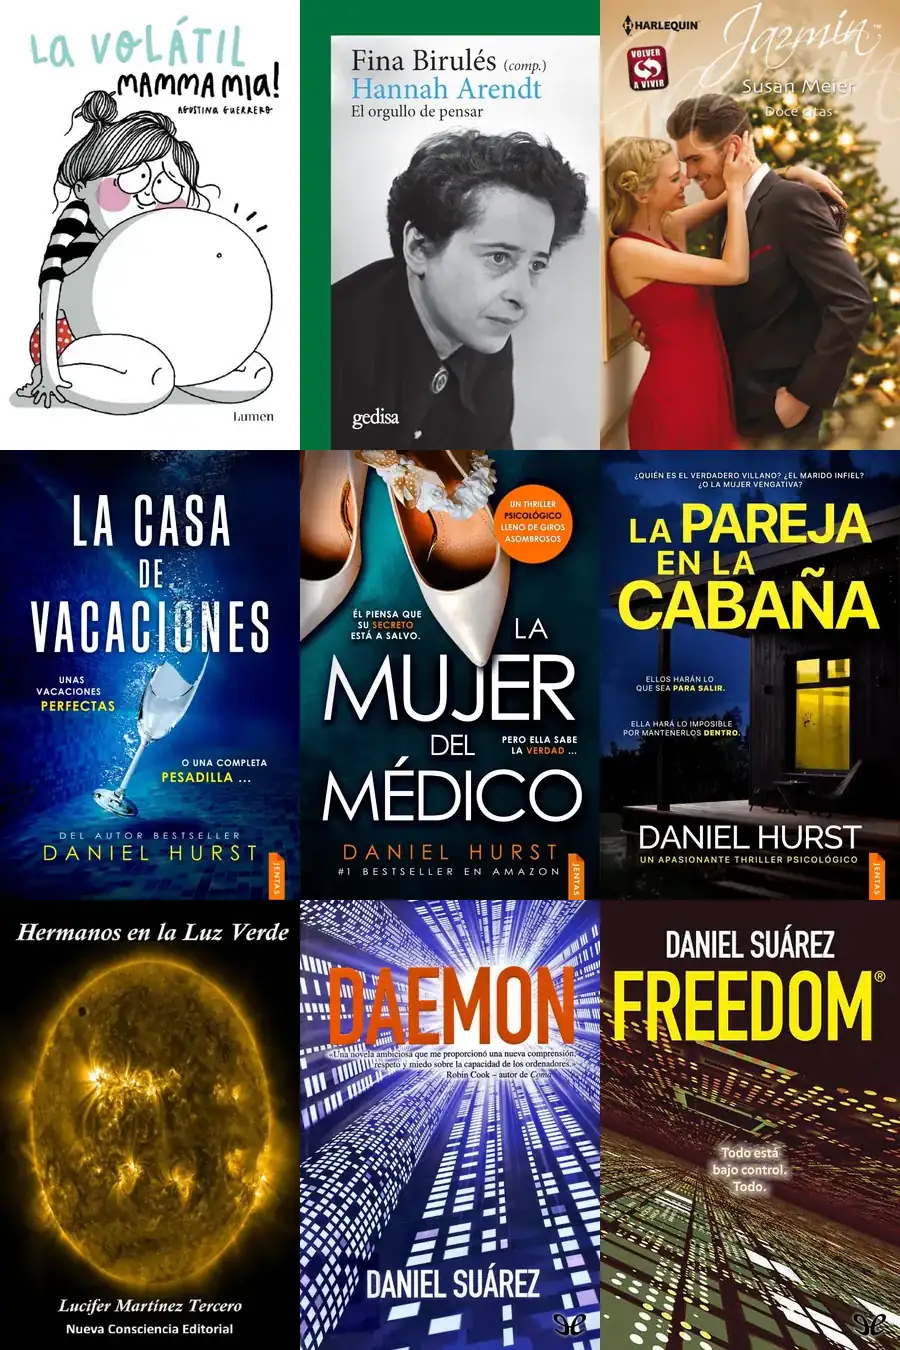 LA VOLÁTIL
MAMMA MIA!
AGUSTINA GUERRERO
Lumen
Fina Birulés (comp.)
Hannah Arendt
El orgullo de pensar
gedisa
HARLEQUIN™
Jazmín™
VOLVER
A VIVIR
Susan Meier
Doce citas
LA CASA
DE
VACACIONES
UNAS
VACACIONES
PERFECTAS
O UNA COMPLETA
PESADILLA ...
DEL AUTOR BESTSELLER
DANIEL HURST
JENTAS
UN THRILLER
PSICOLÓGICO
LLENO DE GIROS
ASOMBROSOS
ÉL PIENSA QUE
SU SECRETO
ESTÁ A SALVO.
LA
MUJER
DEL
MÉDICO
PERO ELLA SABE
LA VERDAD ...
DANIEL HURST
#1 BESTSELLER EN AMAZON
JENTAS
¿QUIÉN ES EL VERDADERO VILLANO? ¿EL MARIDO INFIEL?
¿O LA MUJER VENGATIVA?
LA PAREJA
EN LA
CABAÑA
ELLOS HARÁN LO
QUE SEA PARA SALIR.
ELLA HARÁ LO IMPOSIBLE
POR MANTENERLOS DENTRO.
DANIEL HURST
UN APASIONANTE THRILLER PSICOLÓGICO
JENTAS
Hermanos en la Luz Verde
Lucifer Martínez Tercero
Nueva Consciencia Editorial
DAEMON
«Una novela ambiciosa que me proporcionó una nueva comprensión,
respeto y miedo sobre la capacidad de los ordenadores.»
Robin Cook – autor de Coma
DANIEL SUÁREZ
DANIEL SUÁREZ
FREEDOM®
Todo está
bajo control.
Todo.